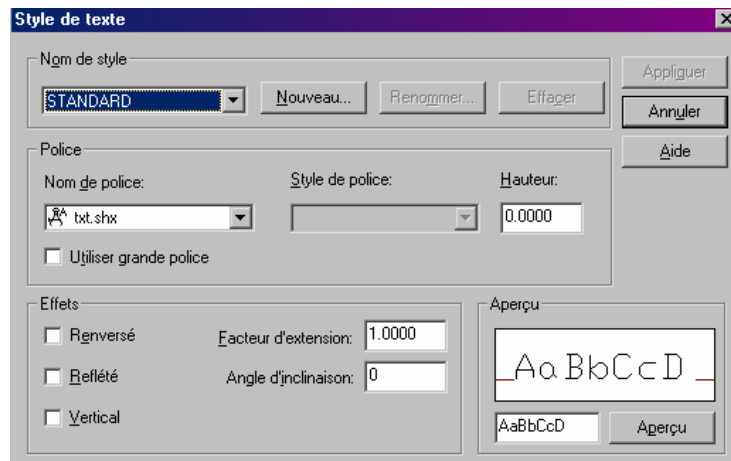 Style de texte
Nom de style
STANDARD Nouveau... Renommer... Effacer
Appliquer
Annuler
Aide
Police
Nom de police: Style de police: Hauteur:
txt.shx 0.0000
Utiliser grande police
Effets
Renversé
Reflété
Vertical
Facteur d'extension: 1.0000
Angle d'inclinaison: 0
Aperçu
AaBbCcD
AaBbCcD Aperçu